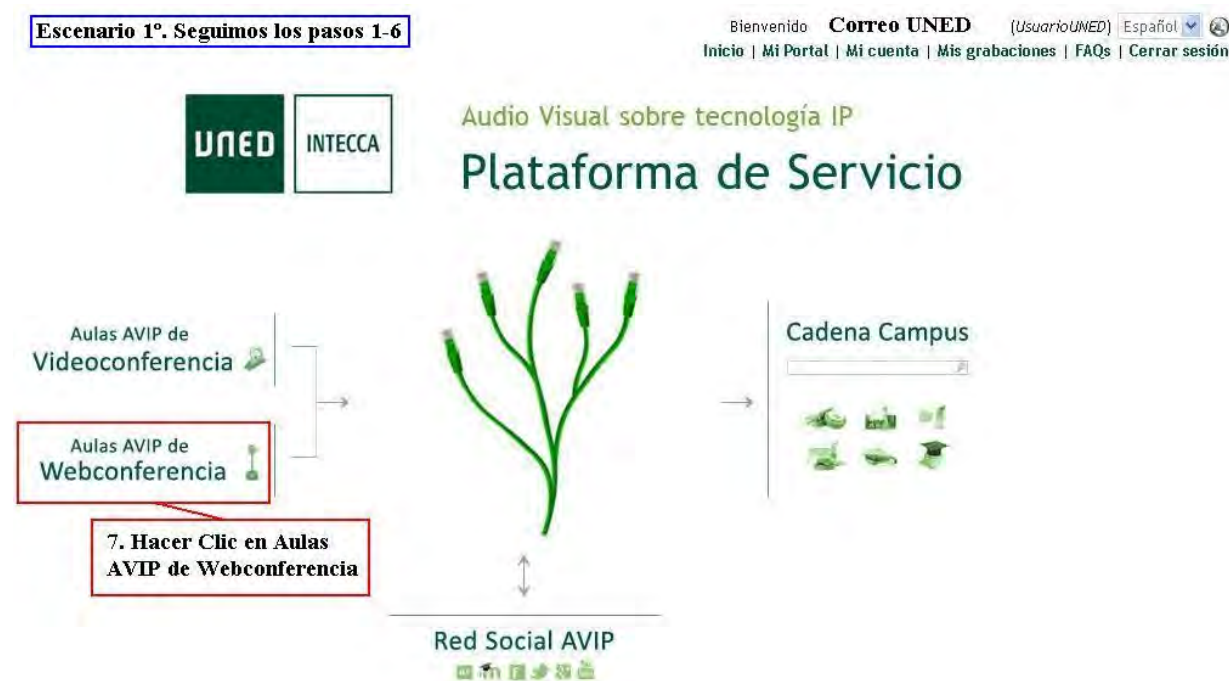 Escenario 1º. Seguimos los pasos 1-6
Bienvenido Correo UNED (UsuarioUNED) Español
Inicio | Mi Portal | Mi cuenta | Mis grabaciones | FAQs | Cerrar sesión
UNED
INTECCA
Audio Visual sobre tecnología IP
Plataforma de Servicio
Aulas AVIP de
Videoconferencia
Aulas AVIP de
Webconferencia
7. Hacer Clic en Aulas
AVIP de Webconferencia
Cadena Campus
Red Social AVIP